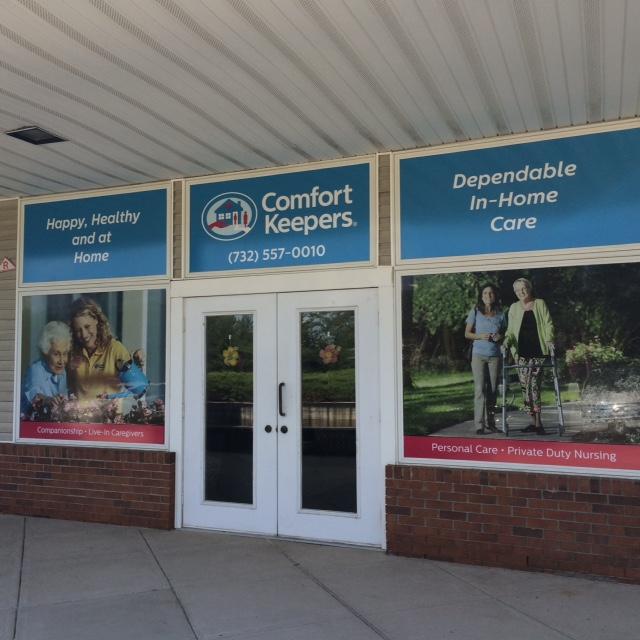 Happy, Healthy
and at
Home
Comfort
Keepers®
(732) 557-0010
Dependable
In-Home
Care
Companionship • Live-In Caregivers
Personal Care • Private Duty Nursing